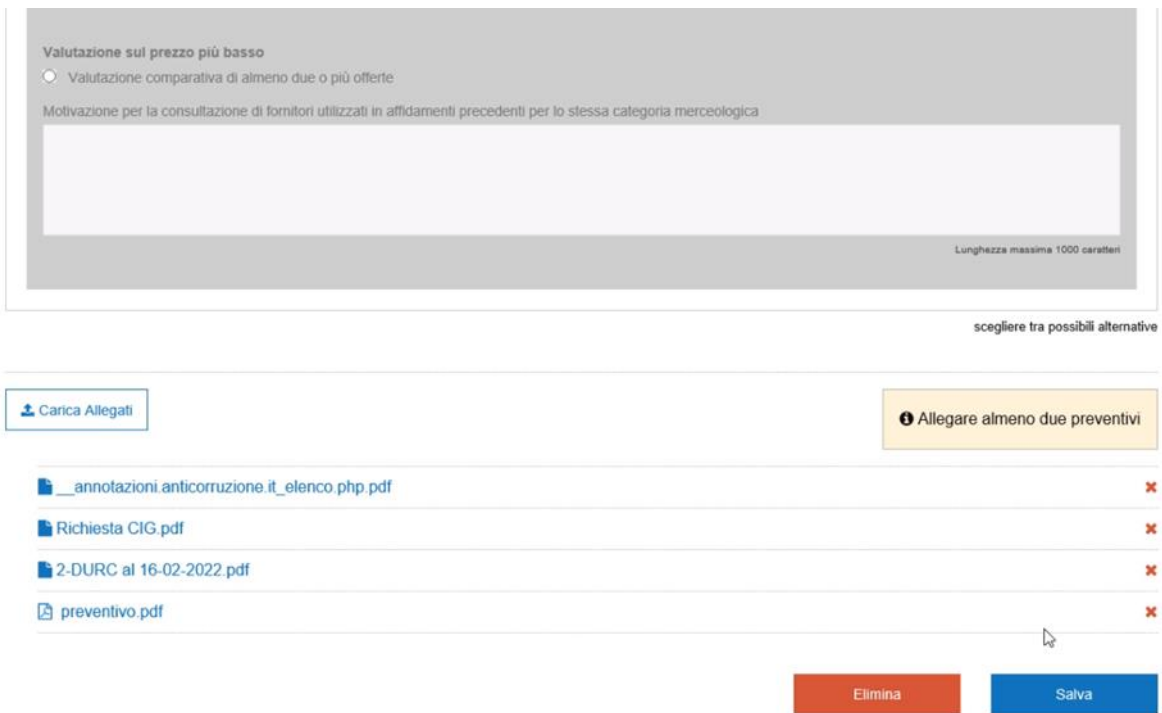 Valutazione sul prezzo più basso
Valutazione comparativa di almeno due o più offerte
Motivazione per la consultazione di fornitori utilizzati in affidamenti precedenti per lo stessa categoria merceologica
Lunghezza massima 1000 caratteri
scegliere tra possibili alternative
Carica Allegati
Allegare almeno due preventivi
__annotazioni.anticorruzione.it_elenco.php.pdf
Richiesta CIG.pdf
2-DURC al 16-02-2022.pdf
preventivo.pdf
Elimina
Salva